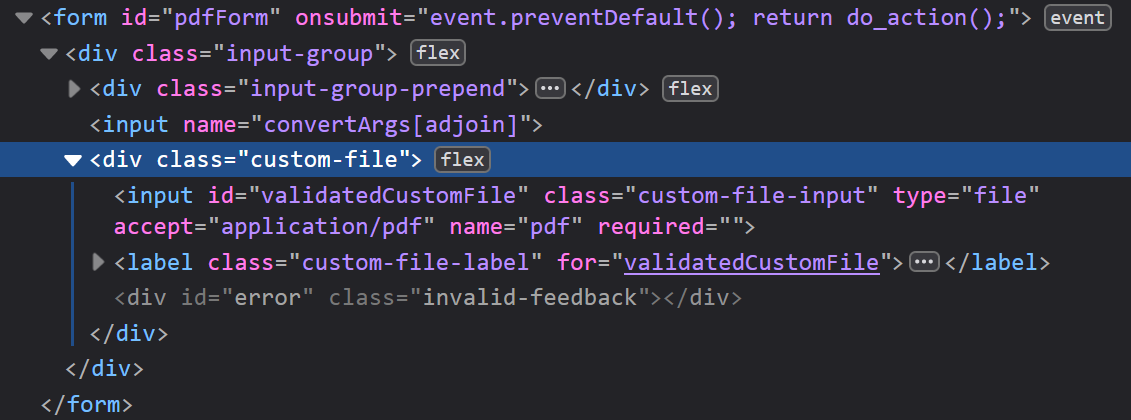 <form id="pdfForm" onsubmit="event.preventDefault(); return do_action();"> event
<div class="input-group"> flex
<div class="input-group-prepend">···</div> flex
<input name="convertArgs[adjoin]">
<div class="custom-file"> flex
<input id="validatedCustomFile" class="custom-file-input" type="file"
accept="application/pdf" name="pdf" required="">
<label class="custom-file-label" for="validatedCustomFile">···</label>
<div id="error" class="invalid-feedback"></div>
</div>
</div>
</form>